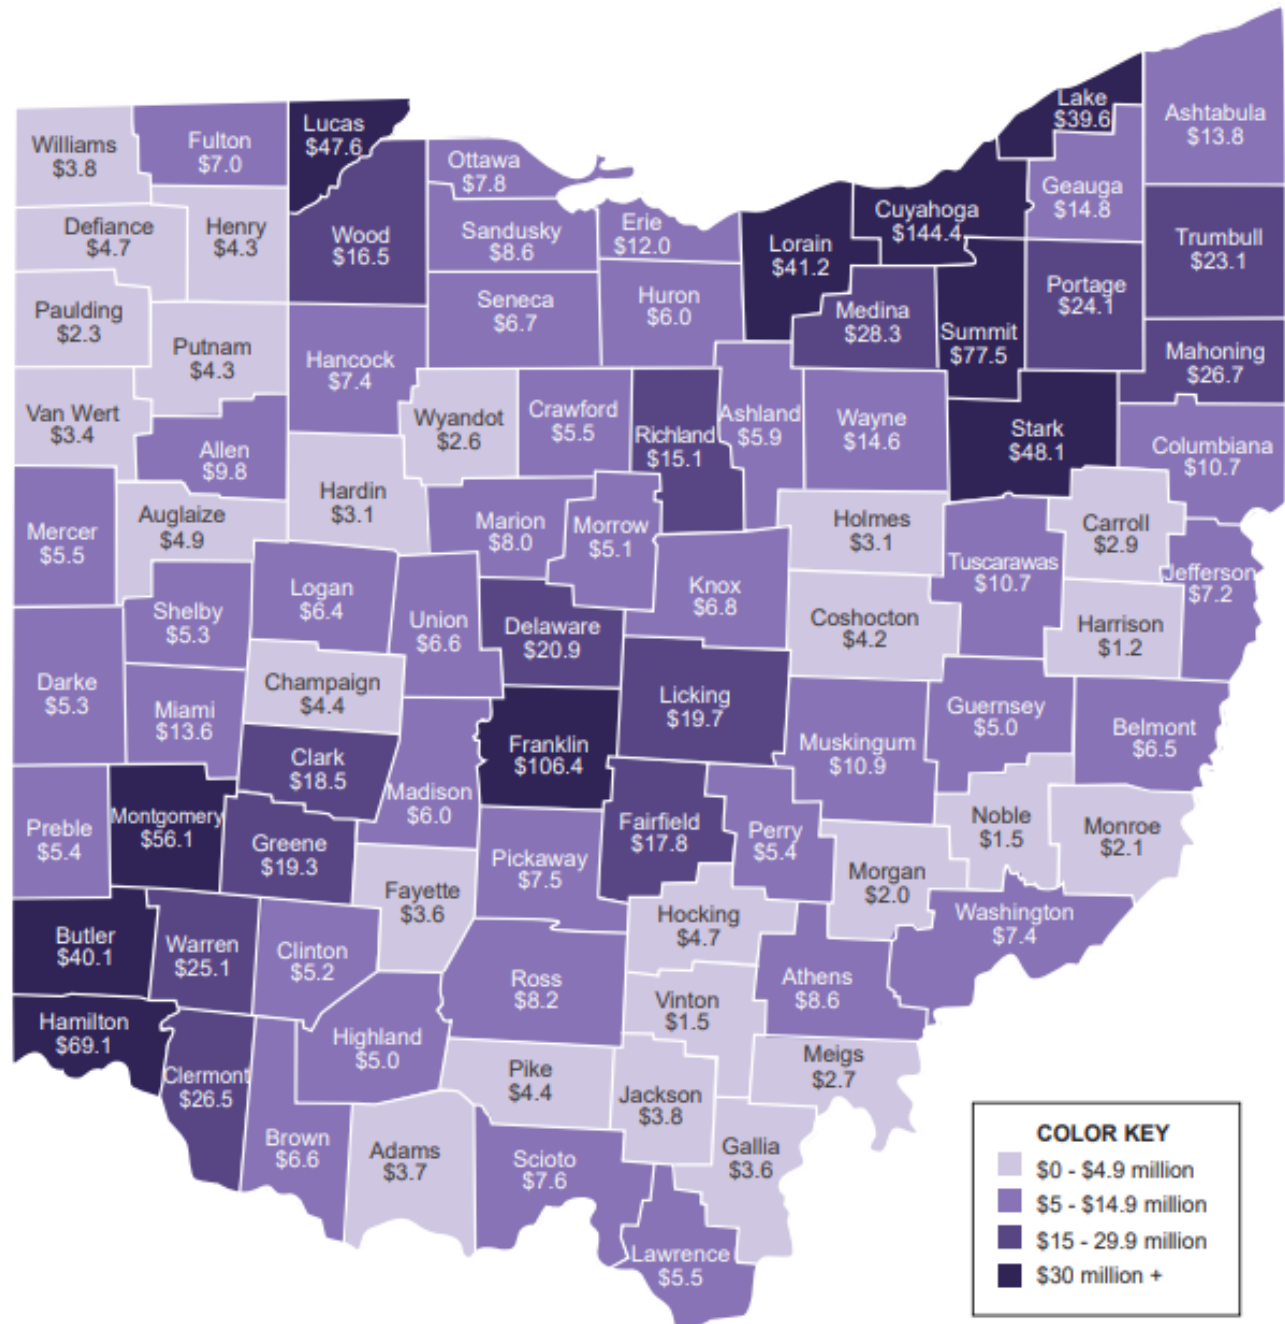 Lake
$39.6
Ashtabula
$13.8
Lucas
$47.6
Fulton
$7.0
Williams
$3.8
Ottawa
$7.8
Geauga
$14.8
Cuyahoga
$144.4
Erie
$12.0
Sandusky
$8.6
Wood
$16.5
Henry
$4.3
Defiance
$4.7
Lorain
$41.2
Trumbull
$23.1
Portage
$24.1
Medina
$28.3
Huron
$6.0
Seneca
$6.7
Paulding
$2.3
Summit
$77.5
Putnam
$4.3
Hancock
$7.4
Mahoning
$26.7
Van Wert
$3.4
Wyandot
$2.6
Crawford
$5.5
Richland
$15.1
Ashland
$5.9
Wayne
$14.6
Stark
$48.1
Columbiana
$10.7
Allen
$9.8
Hardin
$3.1
Auglaize
$4.9
Mercer
$5.5
Marion
$8.0
Morrow
$5.1
Holmes
$3.1
Carroll
$2.9
Tuscarawas
$10.7
Jefferson
$7.2
Logan
$6.4
Knox
$6.8
Shelby
$5.3
Union
$6.6
Delaware
$20.9
Coshocton
$4.2
Harrison
$1.2
Darke
$5.3
Champaign
$4.4
Licking
$19.7
Miami
$13.6
Guernsey
$5.0
Belmont
$6.5
Franklin
$106.4
Muskingum
$10.9
Clark
$18.5
Madison
$6.0
Montgomery
$56.1
Preble
$5.4
Greene
$19.3
Fairfield
$17.8
Perry
$5.4
Noble
$1.5
Monroe
$2.1
Pickaway
$7.5
Morgan
$2.0
Fayette
$3.6
Hocking
$4.7
Washington
$7.4
Butler
$40.1
Warren
$25.1
Clinton
$5.2
Ross
$8.2
Athens
$8.6
Vinton
$1.5
Hamilton
$69.1
Highland
$5.0
Meigs
$2.7
Clermont
$26.5
Pike
$4.4
Jackson
$3.8
Brown
$6.6
Adams
$3.7
Scioto
$7.6
Gallia
$3.6
Lawrence
$5.5
COLOR KEY
$0 - $4.9 million
$5 - $14.9 million
$15 - 29.9 million
$30 million +